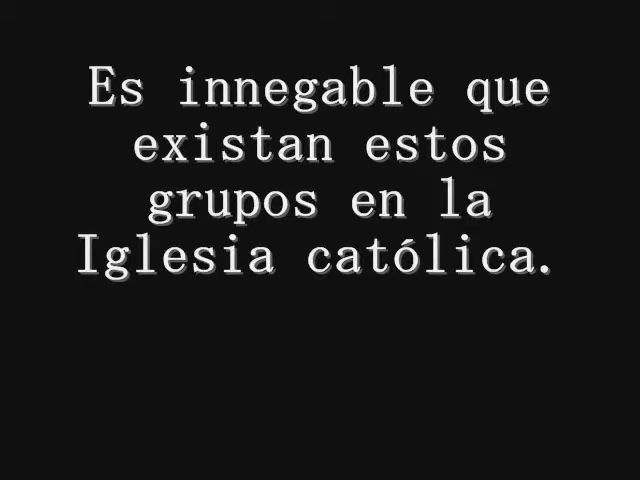 Es innegable que
existan estos
grupos en la
Iglesia católica.